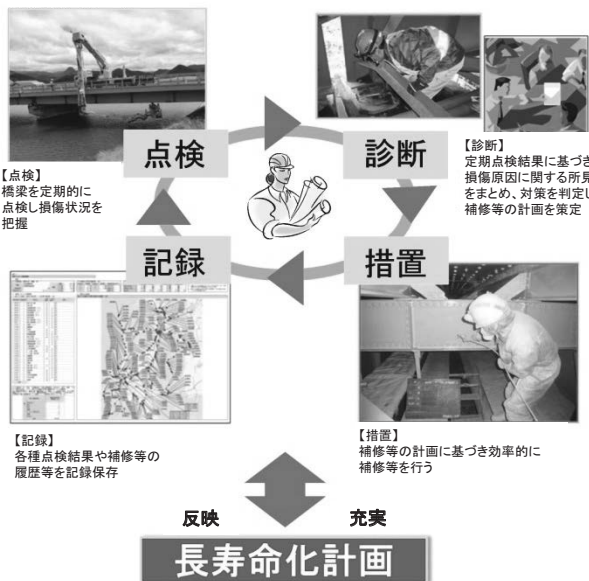 点検
診断
【点検】
橋梁を定期的に
点検し損傷状況を
把握
【診断】
定期点検結果に基づき
損傷原因に関する所見
をまとめ、対策を判定し
補修等の計画を策定
記録
措置
【記録】
各種点検結果や補修等の
履歴等を記録保存
【措置】
補修等の計画に基づき効率的に
補修等を行う
反映
充実
長寿命化計画